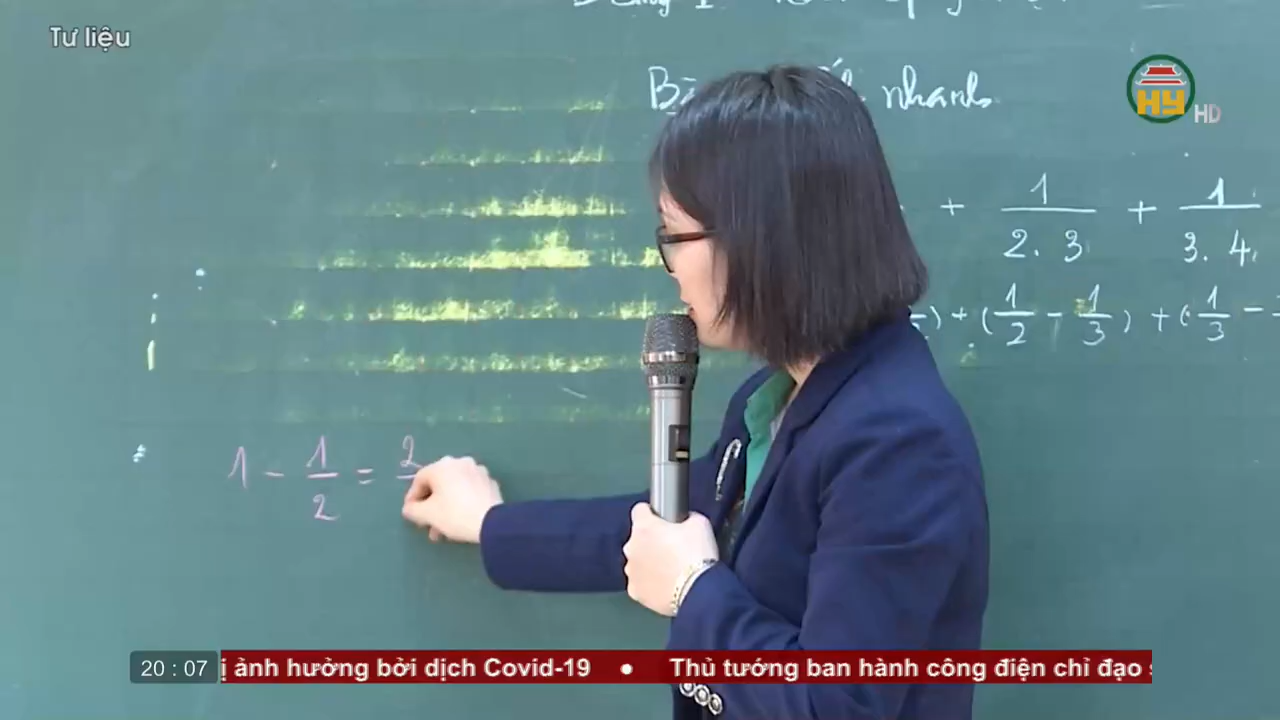 Tư liệu
HY HD
nhanh
+ 1/2. 3 + 1/3. 4
) + (1/2 - 1/3) + (1/3 -
1 - 1/2 = 2
20 : 07 ị ảnh hưởng bởi dịch Covid-19 ● Thủ tướng ban hành công điện chỉ đạo